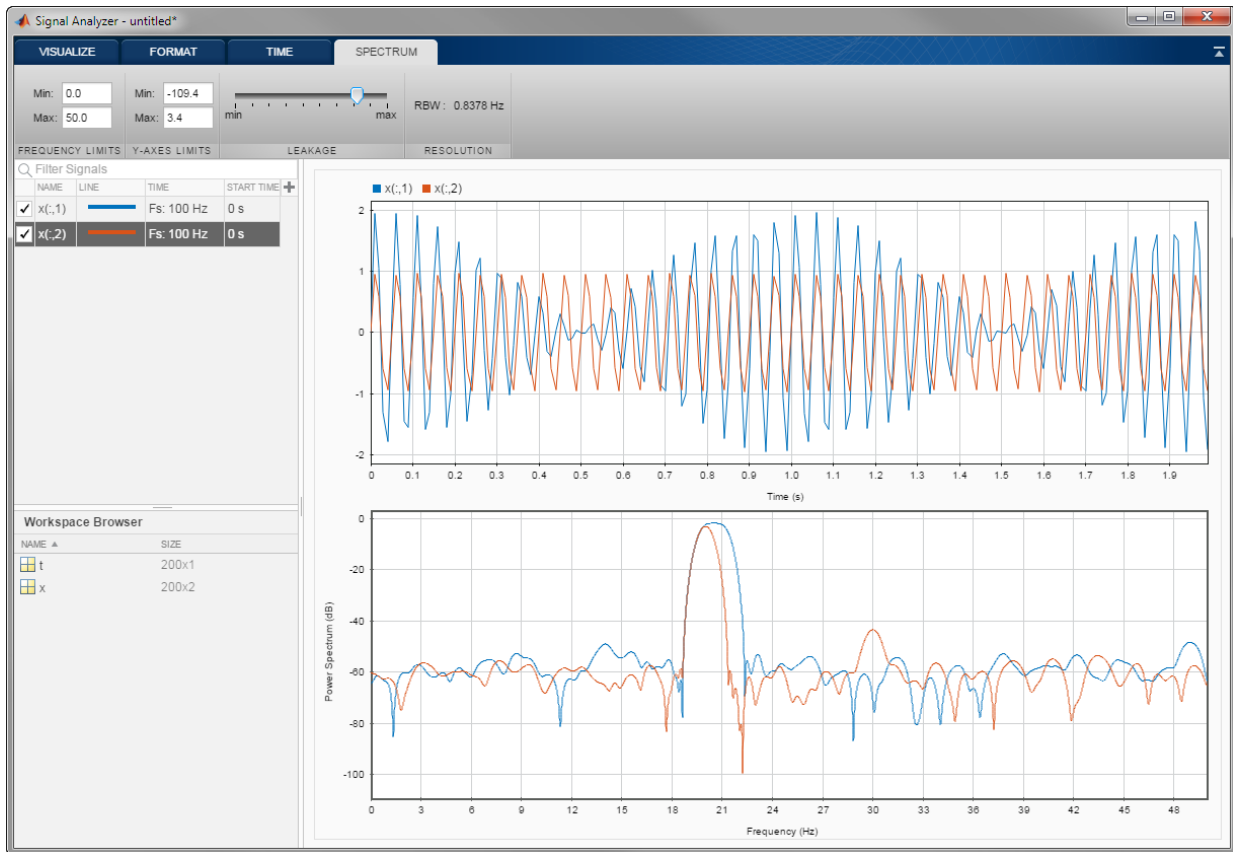 Signal Analyzer - untitled*
VISUALIZE FORMAT TIME SPECTRUM
Min: 0.0 Min: -109.4
Max: 50.0 Max: 3.4
min max
RBW : 0.8378 Hz
FREQUENCY LIMITS Y-AXES LIMITS LEAKAGE RESOLUTION
Filter Signals
NAME LINE TIME START TIME
x(:,1) Fs: 100 Hz 0 s
x(:,2) Fs: 100 Hz 0 s
Workspace Browser
NAME SIZE
t 200x1
x 200x2
x(:,1) x(:,2)
2
1
0
-1
-2
0 0.1 0.2 0.3 0.4 0.5 0.6 0.7 0.8 0.9 1.0 1.1 1.2 1.3 1.4 1.5 1.6 1.7 1.8 1.9
Time (s)
Power Spectrum (dB)
0
-20
-40
-60
-80
-100
0 3 6 9 12 15 18 21 24 27 30 33 36 39 42 45 48
Frequency (Hz)